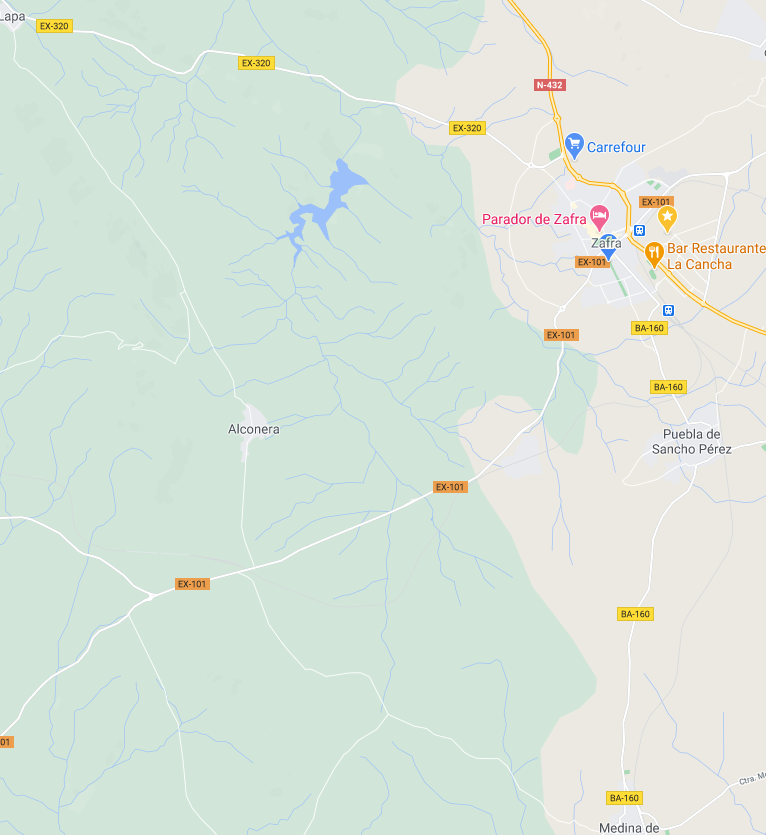 Lapa
EX-320
EX-320
N-432
EX-320
Carrefour
EX-101
Parador de Zafra
Zafra
Bar Restaurante
La Cancha
EX-101
BA-160
EX-101
BA-160
Alconera
Puebla de
Sancho Pérez
EX-101
EX-101
BA-160
01
Ctra. Me
BA-160
Medina de